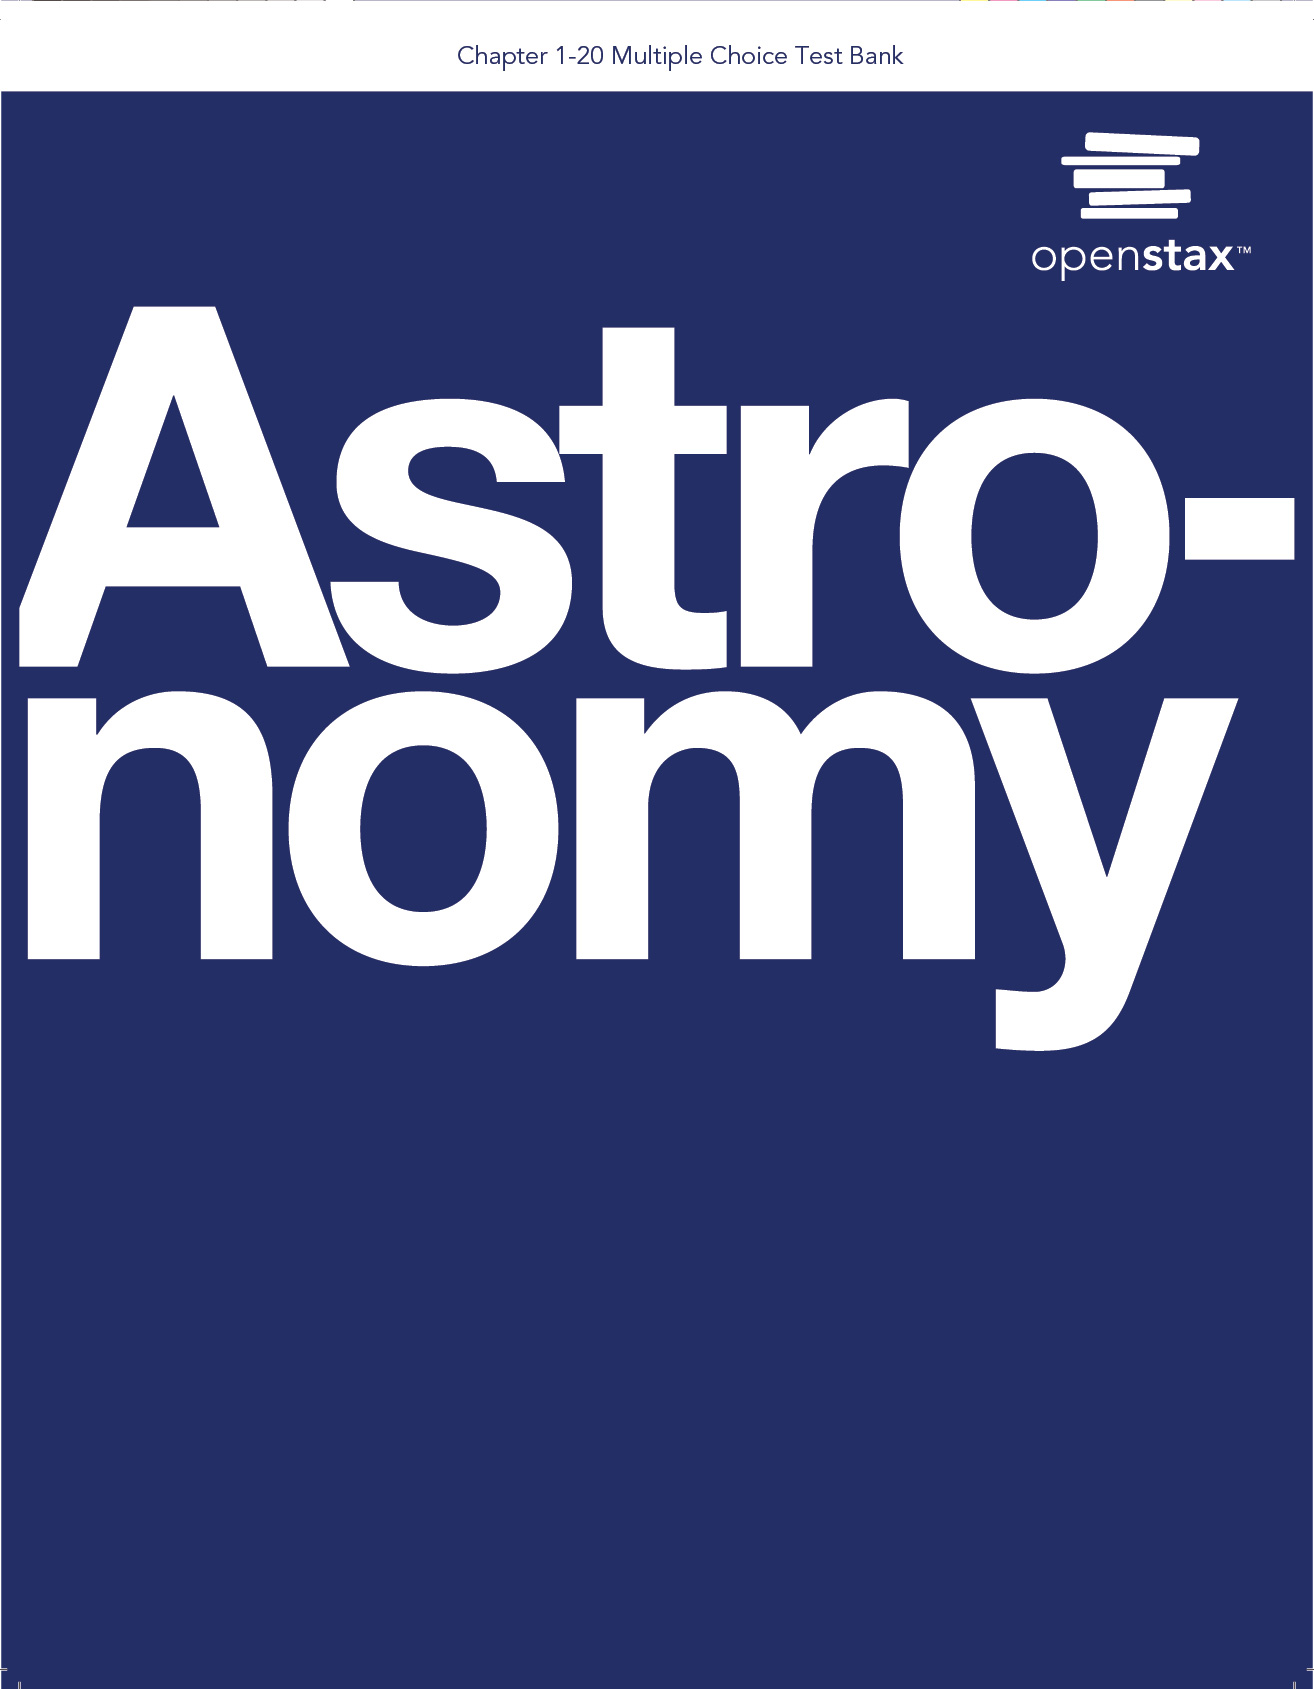 Chapter 1-20 Multiple Choice Test Bank
openstax™
Astro-
nomy